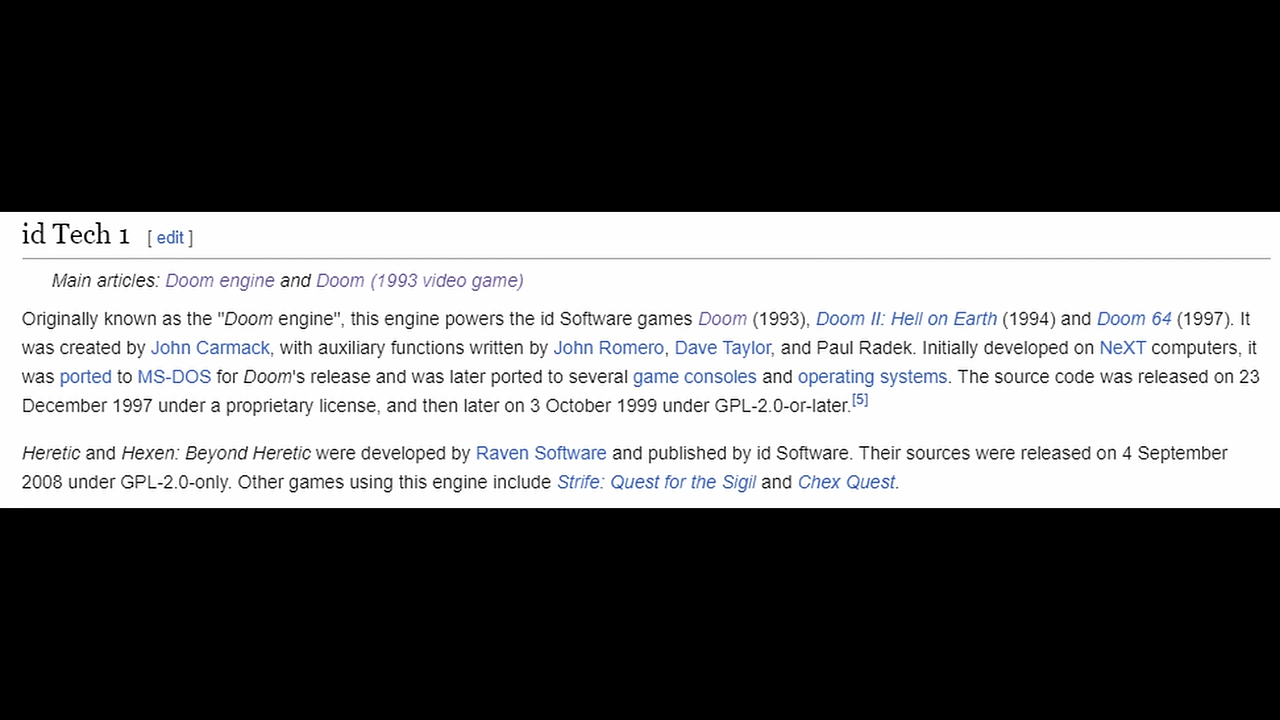 id Tech 1 [ edit ]
Main articles: Doom engine and Doom (1993 video game)
Originally known as the "Doom engine", this engine powers the id Software games Doom (1993), Doom II: Hell on Earth (1994) and Doom 64 (1997). It
was created by John Carmack, with auxiliary functions written by John Romero, Dave Taylor, and Paul Radek. Initially developed on NeXT computers, it
was ported to MS-DOS for Doom's release and was later ported to several game consoles and operating systems. The source code was released on 23
December 1997 under a proprietary license, and then later on 3 October 1999 under GPL-2.0-or-later.[5]
Heretic and Hexen: Beyond Heretic were developed by Raven Software and published by id Software. Their sources were released on 4 September
2008 under GPL-2.0-only. Other games using this engine include Strife: Quest for the Sigil and Chex Quest.